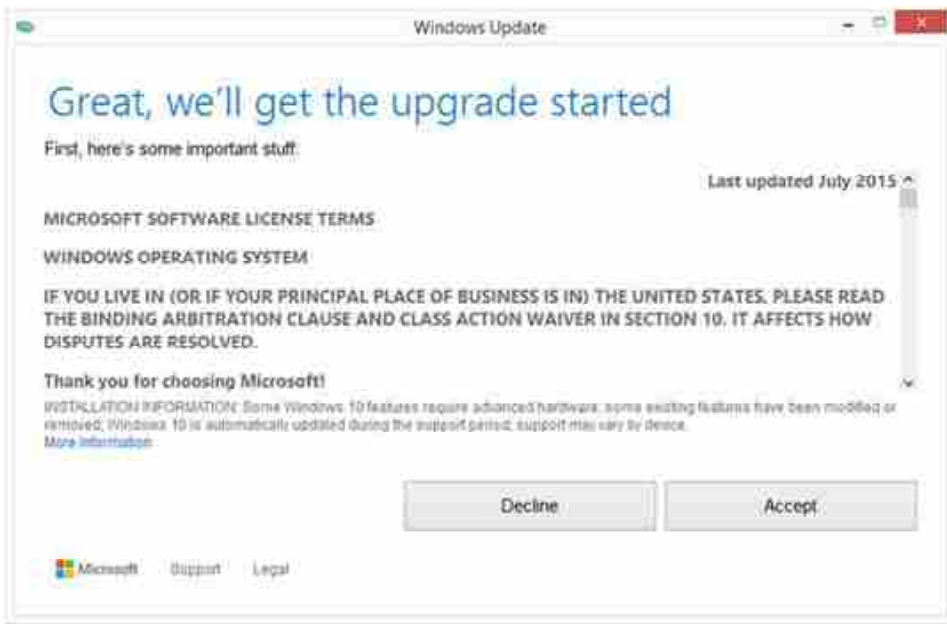 Windows Update
Great, we'll get the upgrade started
First, here's some important stuff.
Last updated July 2015
MICROSOFT SOFTWARE LICENSE TERMS
WINDOWS OPERATING SYSTEM
IF YOU LIVE IN (OR IF YOUR PRINCIPAL PLACE OF BUSINESS IS IN) THE UNITED STATES, PLEASE READ
THE BINDING ARBITRATION CLAUSE AND CLASS ACTION WAIVER IN SECTION 10. IT AFFECTS HOW
DISPUTES ARE RESOLVED.
Thank you for choosing Microsoft!
INSTALLATION INFORMATION: Some Windows 10 features require advanced hardware; some existing features have been modified or
removed; Windows 10 is automatically updated during the support period; support may vary by device.
More information
Decline
Accept
Microsoft Support Legal